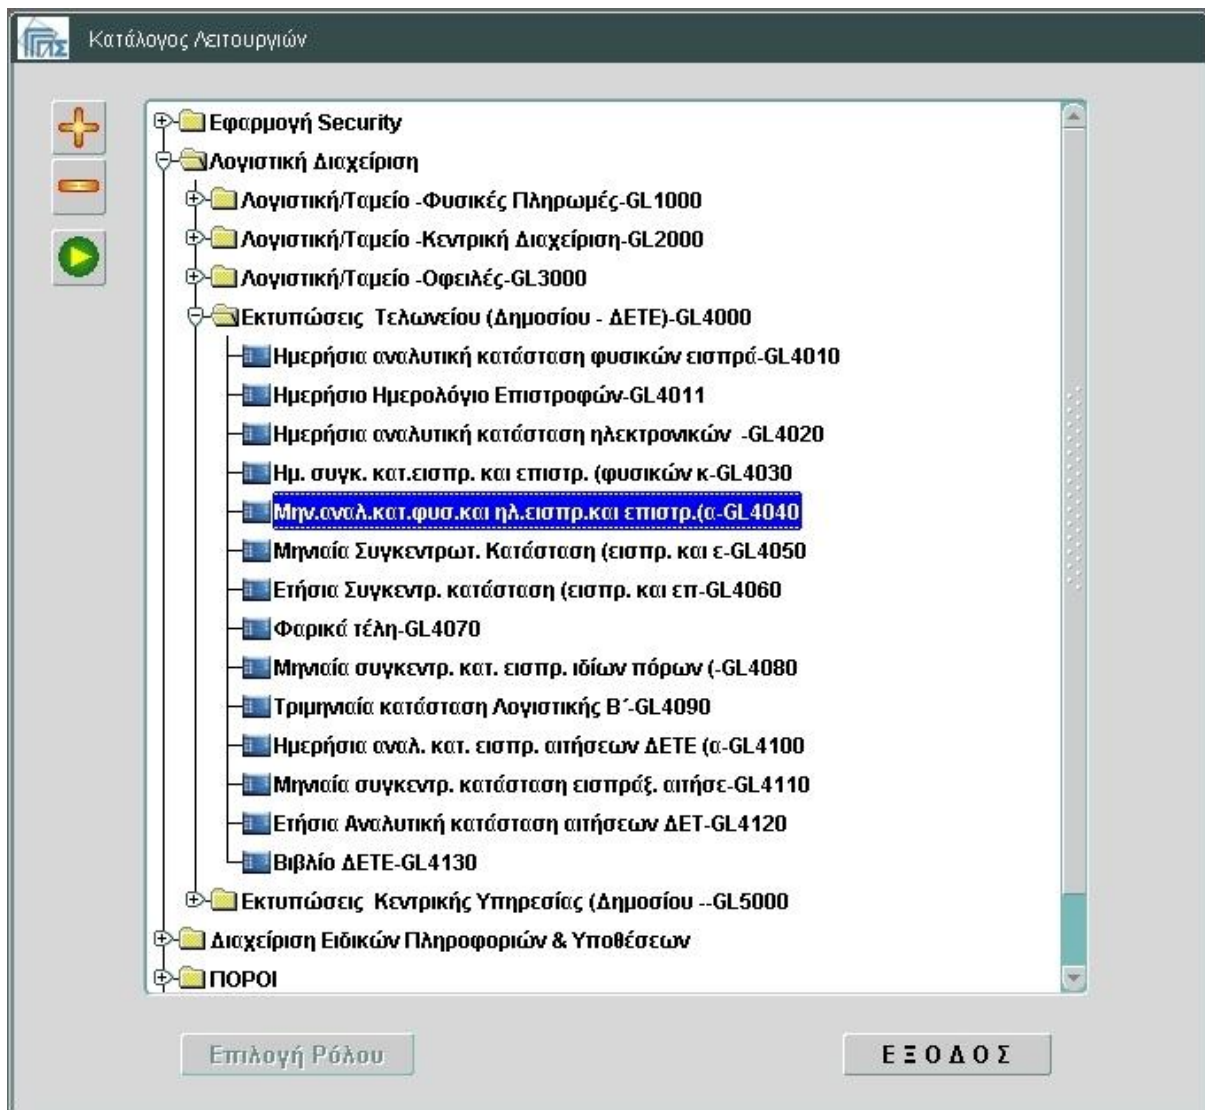 Κατάλογος Λειτουργιών
Εφαρμογή Security
Λογιστική Διαχείριση
Λογιστική/Ταμείο -Φυσικές Πληρωμές-GL1000
Λογιστική/Ταμείο -Κεντρική Διαχείριση-GL2000
Λογιστική/Ταμείο -Οφειλές-GL3000
Εκτυπώσεις Τελωνείου (Δημοσίου - ΔΕΤΕ)-GL4000
Ημερήσια αναλυτική κατάσταση φυσικών εισπρά-GL4010
Ημερήσιο Ημερολόγιο Επιστροφών-GL4011
Ημερήσια αναλυτική κατάσταση ηλεκτρονικών -GL4020
Ημ. συγκ. κατ.εισπρ. και επιστρ. (φυσικών κ-GL4030
Μην.αναλ.κατ.φυσ.και ηλ.εισπρ.και επιστρ.(α-GL4040
Μηνιαία Συγκεντρωτ. Κατάσταση (εισπρ. και ε-GL4050
Ετήσια Συγκεντρ. κατάσταση (εισπρ. και επ-GL4060
Φαρικά τέλη-GL4070
Μηνιαία συγκεντρ. κατ. εισπρ. ιδίων πόρων (-GL4080
Τριμηνιαία κατάσταση Λογιστικής Β΄-GL4090
Ημερήσια αναλ. κατ. εισπρ. αιτήσεων ΔΕΤΕ (α-GL4100
Μηνιαία συγκεντρ. κατάσταση εισπράξ. αιτήσε-GL4110
Ετήσια Αναλυτική κατάσταση αιτήσεων ΔΕΤ-GL4120
Βιβλίο ΔΕΤΕ-GL4130
Εκτυπώσεις Κεντρικής Υπηρεσίας (Δημοσίου --GL5000
Διαχείριση Ειδικών Πληροφοριών & Υποθέσεων
ΠΟΡΟΙ
Επιλογή Ρόλου
ΕΞΟΔΟΣ